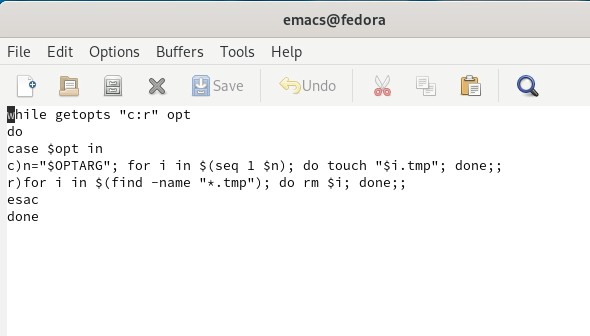 emacs@fedora
File Edit Options Buffers Tools Help
Save Undo
while getopts "c:r" opt
do
case $opt in
c)n="$OPTARG"; for i in $(seq 1 $n); do touch "$i.tmp"; done;;
r)for i in $(find -name "*.tmp"); do rm $i; done;;
esac
done